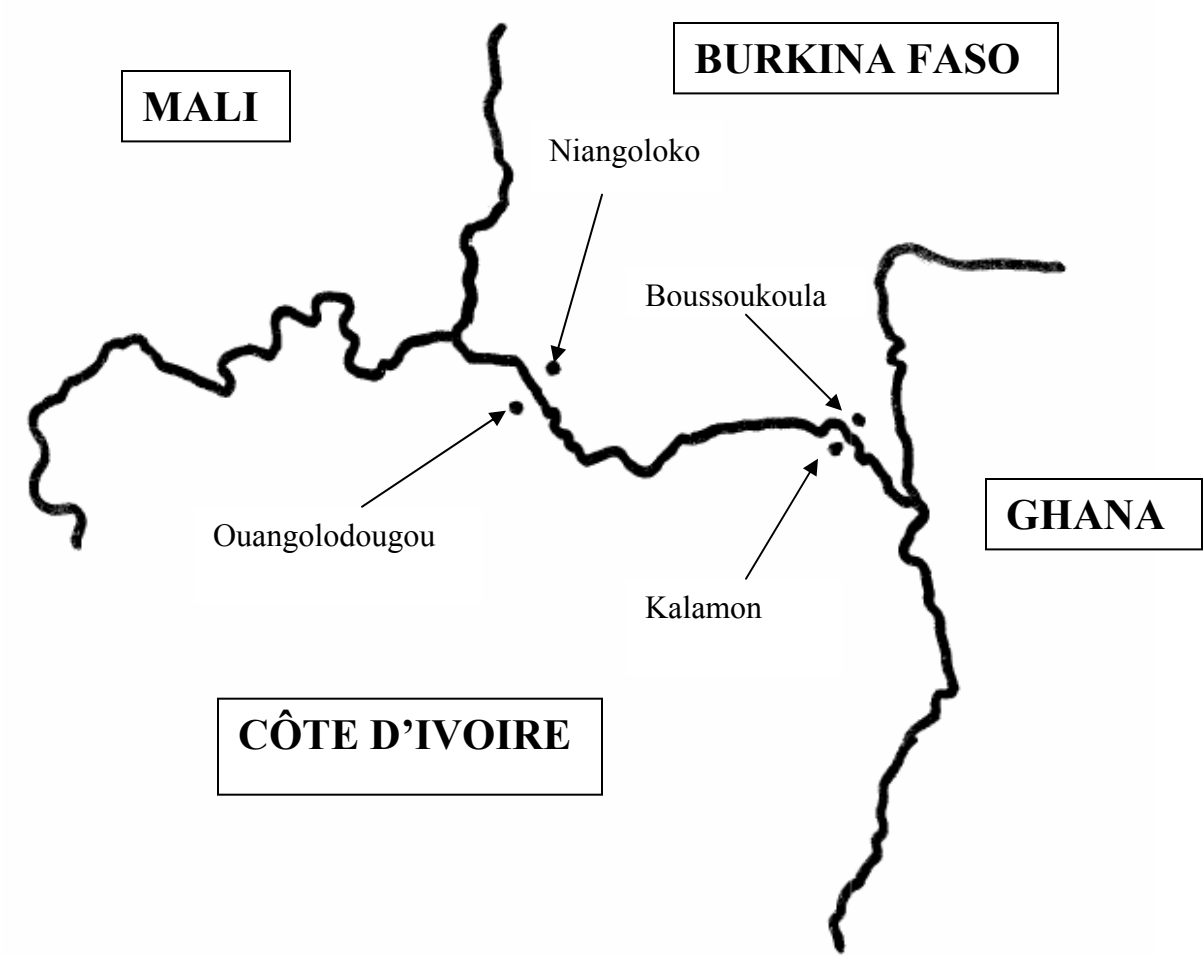 BURKINA FASO
MALI
Niangoloko
Boussoukoula
GHANA
Ouangolodougou
Kalamon
CÔTE D’IVOIRE